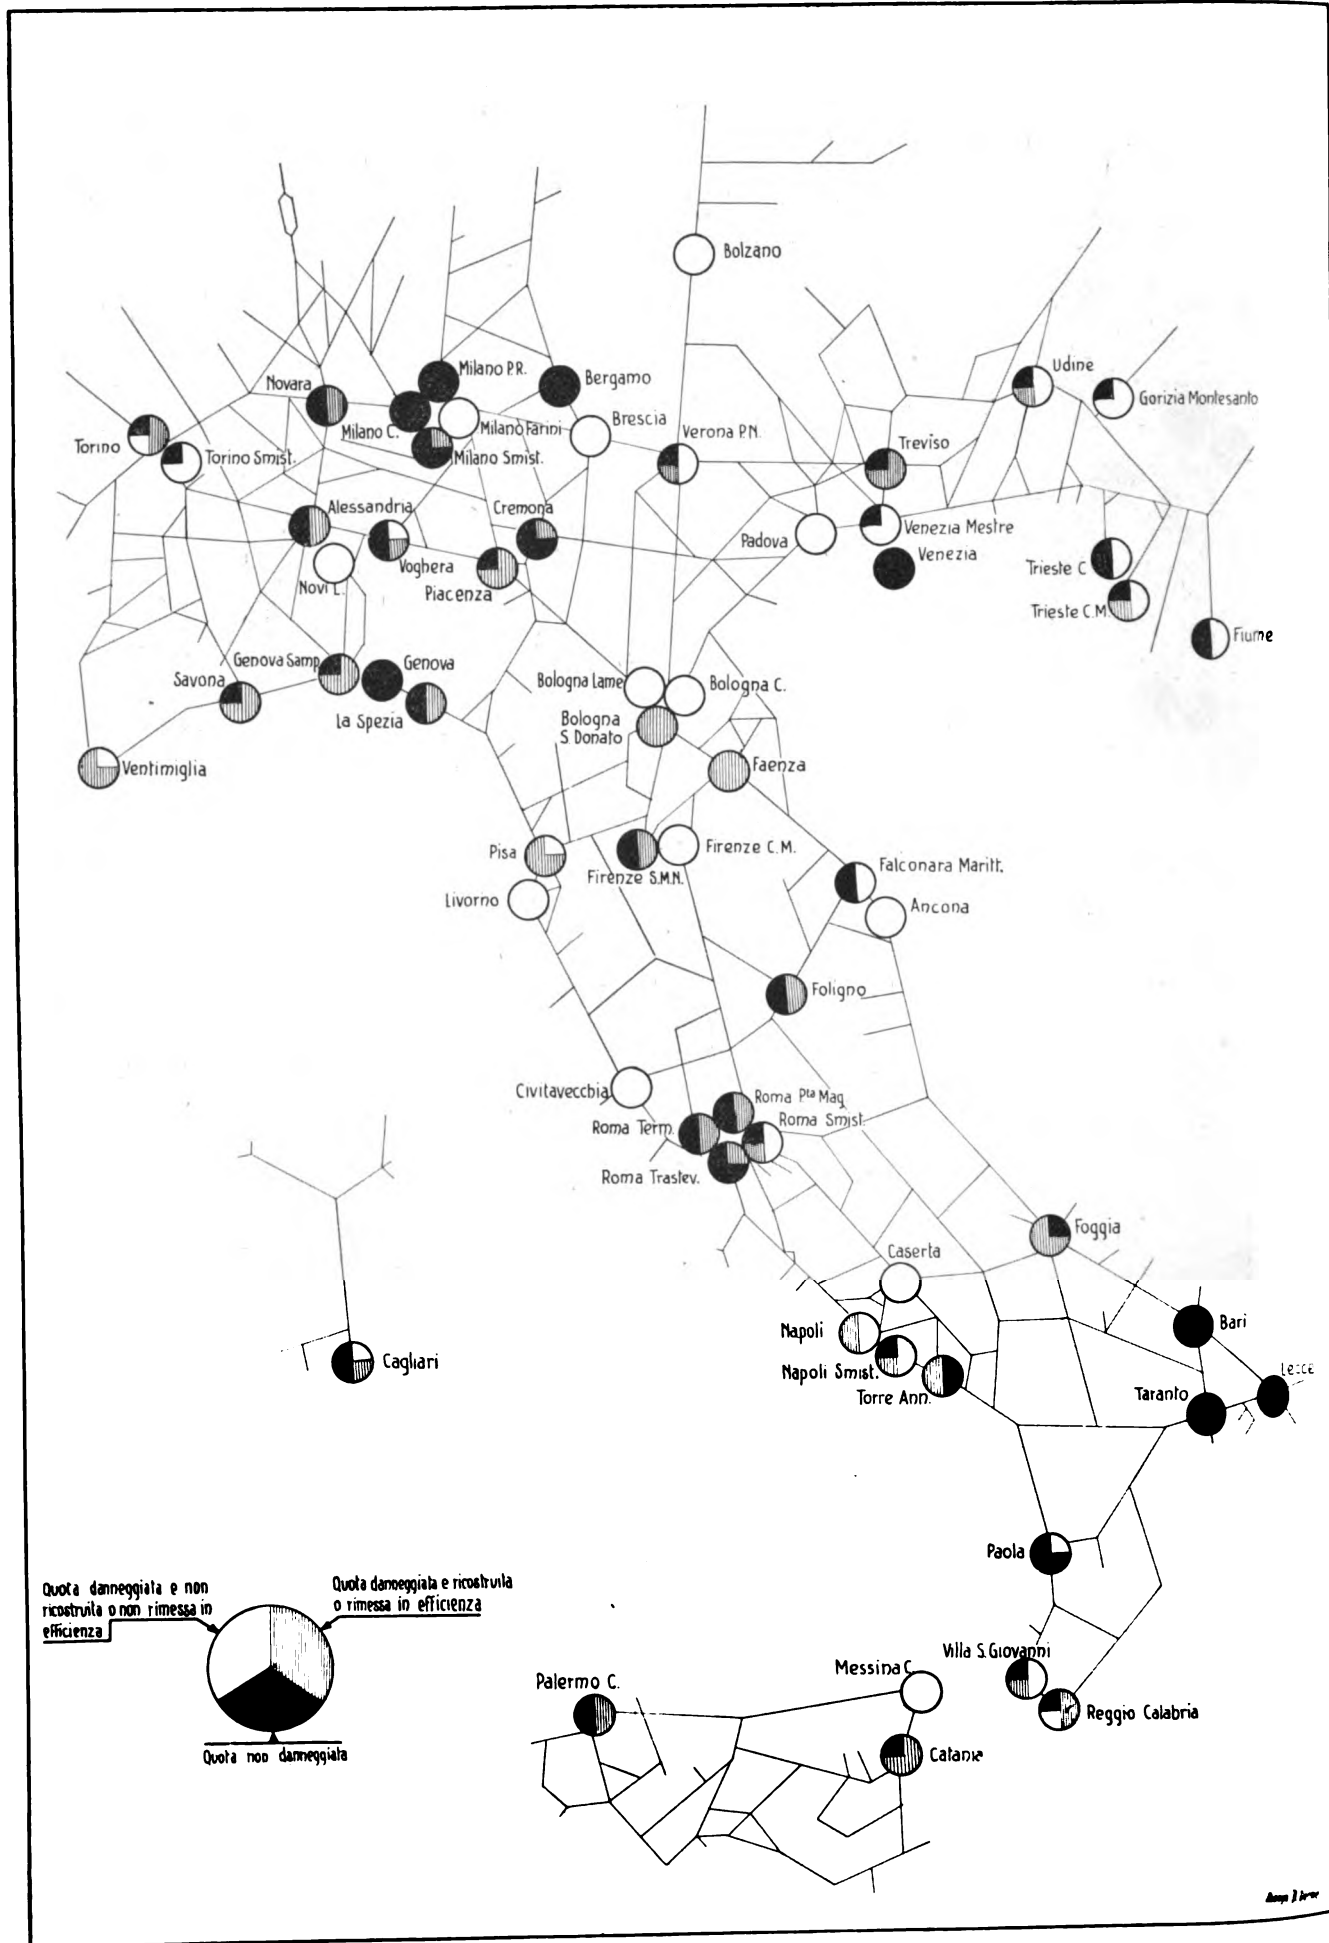 Bolzano
Milano P.R.
Bergamo
Novara
Udine
Gorizia Montesanto
Milano C.
Milano Farini
Brescia
Verona P.N.
Torino
Torino Smist.
Milano Smist.
Treviso
Alessandria
Cremona
Voghera
Padova
Venezia Mestre
Venezia
Novi L.
Piacenza
Trieste C
Trieste C.M.
Fiume
Genova Samp.
Genova
Savona
La Spezia
Bologna Lame
Bologna C.
Bologna
S. Donato
Ventimiglia
Faenza
Pisa
Firenze S.M.N.
Firenze C.M.
Livorno
Falconara Maritt.
Ancona
Foligno
Civitavecchia
Roma Pta Mag
Roma Term.
Roma Smist.
Roma Trastev.
Foggia
Caserta
Napoli
Napoli Smist.
Torre Ann.
Bari
Lecce
Taranto
Cagliari
Paola
Quota danneggiata e non
ricostruita o non rimessa in
efficienza
Quota danneggiata e ricostruita
o rimessa in efficienza
Quota non danneggiata
Villa S. Giovanni
Reggio Calabria
Messina C.
Palermo C.
Catania